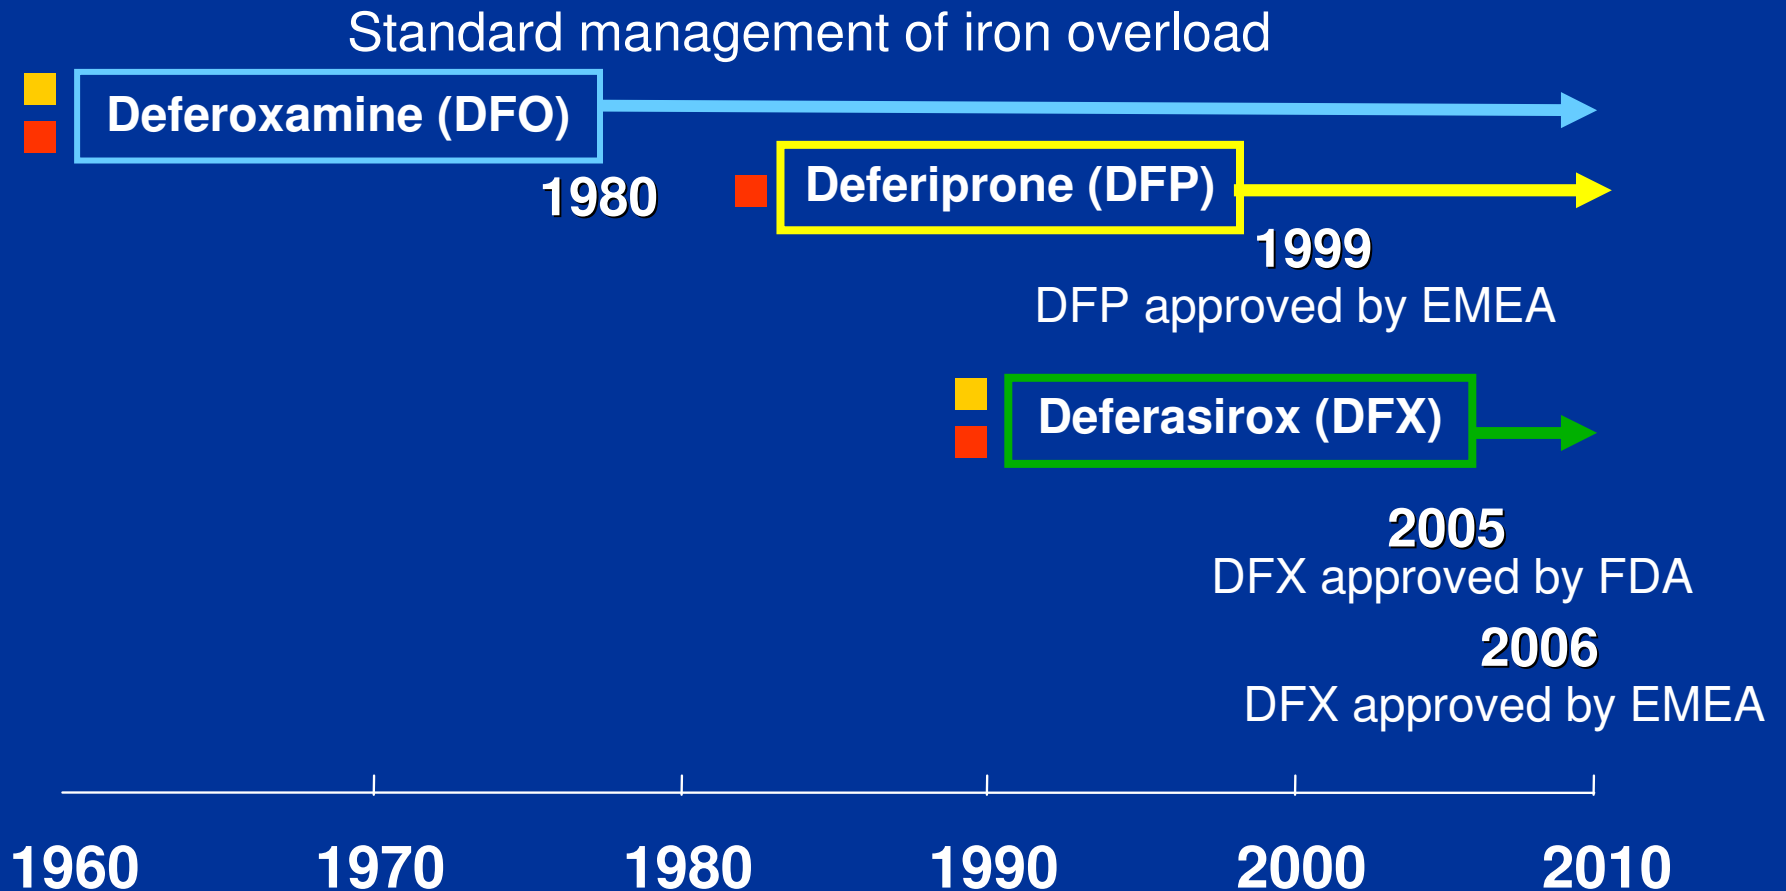 Standard management of iron overload
Deferoxamine (DFO)
1980
Deferiprone (DFP)
1999
DFP approved by EMEA
Deferasirox (DFX)
2005
DFX approved by FDA
2006
DFX approved by EMEA
1960 1970 1980 1990 2000 2010